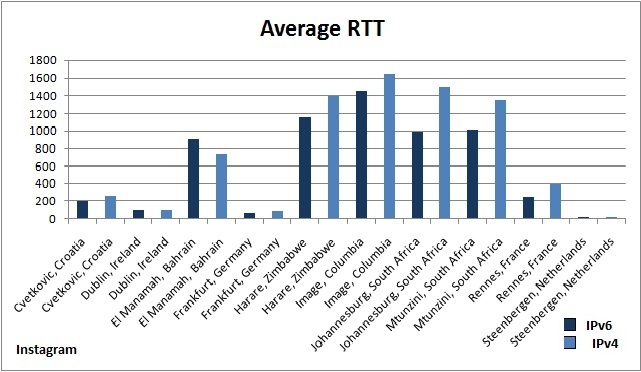 Average RTT
1800
1600
1400
1200
1000
800
600
400
200
0
Cvetkovic, Croatia
Cvetkovic, Croatia
Dublin, Ireland
Dublin, Ireland
El Manamah, Bahrain
El Manamah, Bahrain
Frankfurt, Germany
Frankfurt, Germany
Harare, Zimbabwe
Harare, Zimbabwe
Image, Columbia
Image, Columbia
Johannesburg, South Africa
Johannesburg, South Africa
Mtunzini, South Africa
Mtunzini, South Africa
Rennes, France
Rennes, France
Steenbergen, Netherlands
Steenbergen, Netherlands
IPv6
IPv4
Instagram